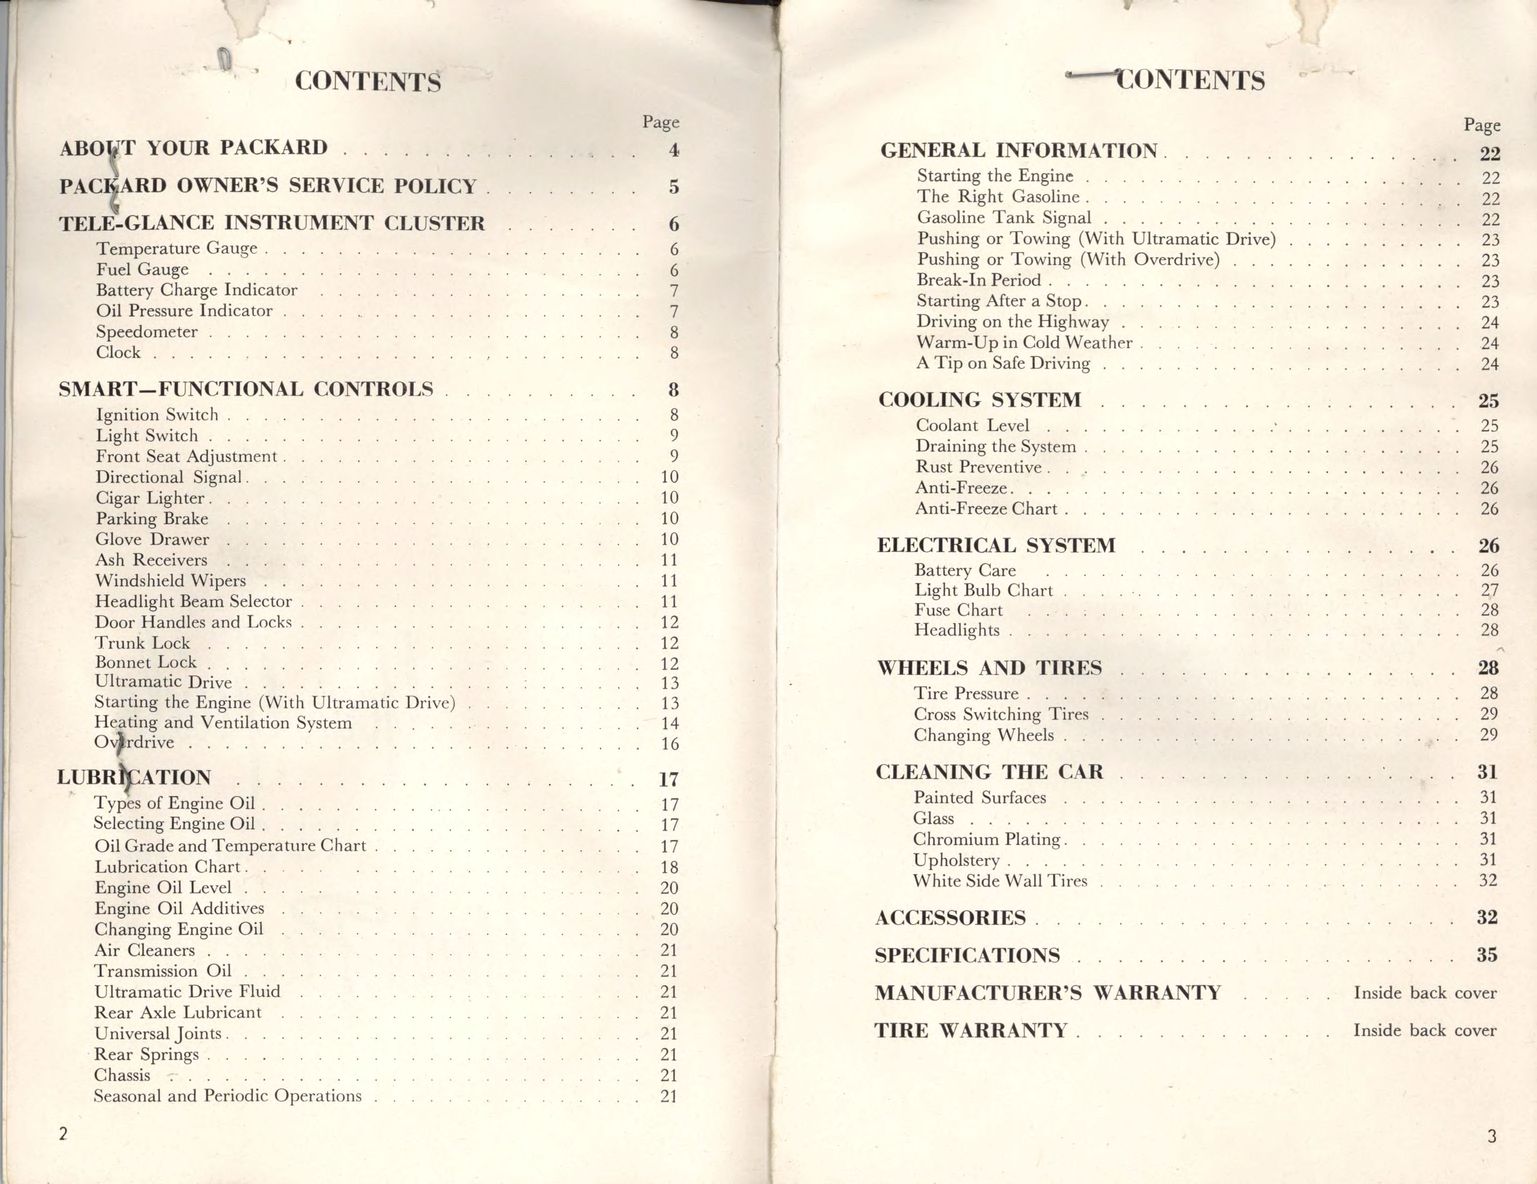 CONTENTS
Page
ABOUT YOUR PACKARD . . . . . . . . . . . . . . . 4
PACKARD OWNER'S SERVICE POLICY . . . . . . . . 5
TELE-GLANCE INSTRUMENT CLUSTER . . . . . . . 6
Temperature Gauge . . . . . . . . . . . . . . . . . . . . . 6
Fuel Gauge . . . . . . . . . . . . . . . . . . . . . . . . 6
Battery Charge Indicator . . . . . . . . . . . . . . . . . . 7
Oil Pressure Indicator . . . . . . . . . . . . . . . . . . . . 7
Speedometer . . . . . . . . . . . . . . . . . . . . . . . . 8
Clock . . . . . . . . . . . . . . . . . . . . . . . . . . . 8
SMART—FUNCTIONAL CONTROLS . . . . . . . . . . 8
Ignition Switch . . . . . . . . . . . . . . . . . . . . . . . 8
Light Switch . . . . . . . . . . . . . . . . . . . . . . . . 9
Front Seat Adjustment . . . . . . . . . . . . . . . . . . . . 9
Directional Signal . . . . . . . . . . . . . . . . . . . . . . 10
Cigar Lighter . . . . . . . . . . . . . . . . . . . . . . . . 10
Parking Brake . . . . . . . . . . . . . . . . . . . . . . . 10
Glove Drawer . . . . . . . . . . . . . . . . . . . . . . . 10
Ash Receivers . . . . . . . . . . . . . . . . . . . . . . . 11
Windshield Wipers . . . . . . . . . . . . . . . . . . . . . 11
Headlight Beam Selector . . . . . . . . . . . . . . . . . . . 11
Door Handles and Locks . . . . . . . . . . . . . . . . . . . 12
Trunk Lock . . . . . . . . . . . . . . . . . . . . . . . . 12
Bonnet Lock . . . . . . . . . . . . . . . . . . . . . . . . 12
Ultramatic Drive . . . . . . . . . . . . . . . . . . . . . . 13
Starting the Engine (With Ultramatic Drive) . . . . . . . . . . 13
Heating and Ventilation System . . . . . . . . . . . . . . . 14
Overdrive . . . . . . . . . . . . . . . . . . . . . . . . . 16
LUBRICATION . . . . . . . . . . . . . . . . . . . . 17
Types of Engine Oil . . . . . . . . . . . . . . . . . . . . . 17
Selecting Engine Oil . . . . . . . . . . . . . . . . . . . . . 17
Oil Grade and Temperature Chart . . . . . . . . . . . . . . . 17
Lubrication Chart . . . . . . . . . . . . . . . . . . . . . . 18
Engine Oil Level . . . . . . . . . . . . . . . . . . . . . . 20
Engine Oil Additives . . . . . . . . . . . . . . . . . . . . 20
Changing Engine Oil . . . . . . . . . . . . . . . . . . . . 20
Air Cleaners . . . . . . . . . . . . . . . . . . . . . . . . 21
Transmission Oil . . . . . . . . . . . . . . . . . . . . . . 21
Ultramatic Drive Fluid . . . . . . . . . . . . . . . . . . . 21
Rear Axle Lubricant . . . . . . . . . . . . . . . . . . . . 21
Universal Joints . . . . . . . . . . . . . . . . . . . . . . . 21
Rear Springs . . . . . . . . . . . . . . . . . . . . . . . . 21
Chassis . . . . . . . . . . . . . . . . . . . . . . . . . . 21
Seasonal and Periodic Operations . . . . . . . . . . . . . . . 21
2
CONTENTS
Page
GENERAL INFORMATION . . . . . . . . . . . . . . . 22
Starting the Engine . . . . . . . . . . . . . . . . . . . . . 22
The Right Gasoline . . . . . . . . . . . . . . . . . . . . . 22
Gasoline Tank Signal . . . . . . . . . . . . . . . . . . . . 22
Pushing or Towing (With Ultramatic Drive) . . . . . . . . . . 23
Pushing or Towing (With Overdrive) . . . . . . . . . . . . . 23
Break-In Period . . . . . . . . . . . . . . . . . . . . . . . 23
Starting After a Stop . . . . . . . . . . . . . . . . . . . . . 23
Driving on the Highway . . . . . . . . . . . . . . . . . . . 24
Warm-Up in Cold Weather . . . . . . . . . . . . . . . . . . 24
A Tip on Safe Driving . . . . . . . . . . . . . . . . . . . . 24
COOLING SYSTEM . . . . . . . . . . . . . . . . . . 25
Coolant Level . . . . . . . . . . . . . . . . . . . . . . . 25
Draining the System . . . . . . . . . . . . . . . . . . . . . 25
Rust Preventive . . . . . . . . . . . . . . . . . . . . . . . 26
Anti-Freeze . . . . . . . . . . . . . . . . . . . . . . . . . 26
Anti-Freeze Chart . . . . . . . . . . . . . . . . . . . . . . 26
ELECTRICAL SYSTEM . . . . . . . . . . . . . . . . 26
Battery Care . . . . . . . . . . . . . . . . . . . . . . . 26
Light Bulb Chart . . . . . . . . . . . . . . . . . . . . . . 27
Fuse Chart . . . . . . . . . . . . . . . . . . . . . . . . 28
Headlights . . . . . . . . . . . . . . . . . . . . . . . . . 28
WHEELS AND TIRES . . . . . . . . . . . . . . . . . 28
Tire Pressure . . . . . . . . . . . . . . . . . . . . . . . . 28
Cross Switching Tires . . . . . . . . . . . . . . . . . . . . 29
Changing Wheels . . . . . . . . . . . . . . . . . . . . . . 29
CLEANING THE CAR . . . . . . . . . . . . . . . . . 31
Painted Surfaces . . . . . . . . . . . . . . . . . . . . . . 31
Glass . . . . . . . . . . . . . . . . . . . . . . . . . . . 31
Chromium Plating . . . . . . . . . . . . . . . . . . . . . . 31
Upholstery . . . . . . . . . . . . . . . . . . . . . . . . . 31
White Side Wall Tires . . . . . . . . . . . . . . . . . . . . 32
ACCESSORIES . . . . . . . . . . . . . . . . . . . . . 32
SPECIFICATIONS . . . . . . . . . . . . . . . . . . . 35
MANUFACTURER'S WARRANTY . . . . . Inside back cover
TIRE WARRANTY . . . . . . . . . . . . . Inside back cover
3